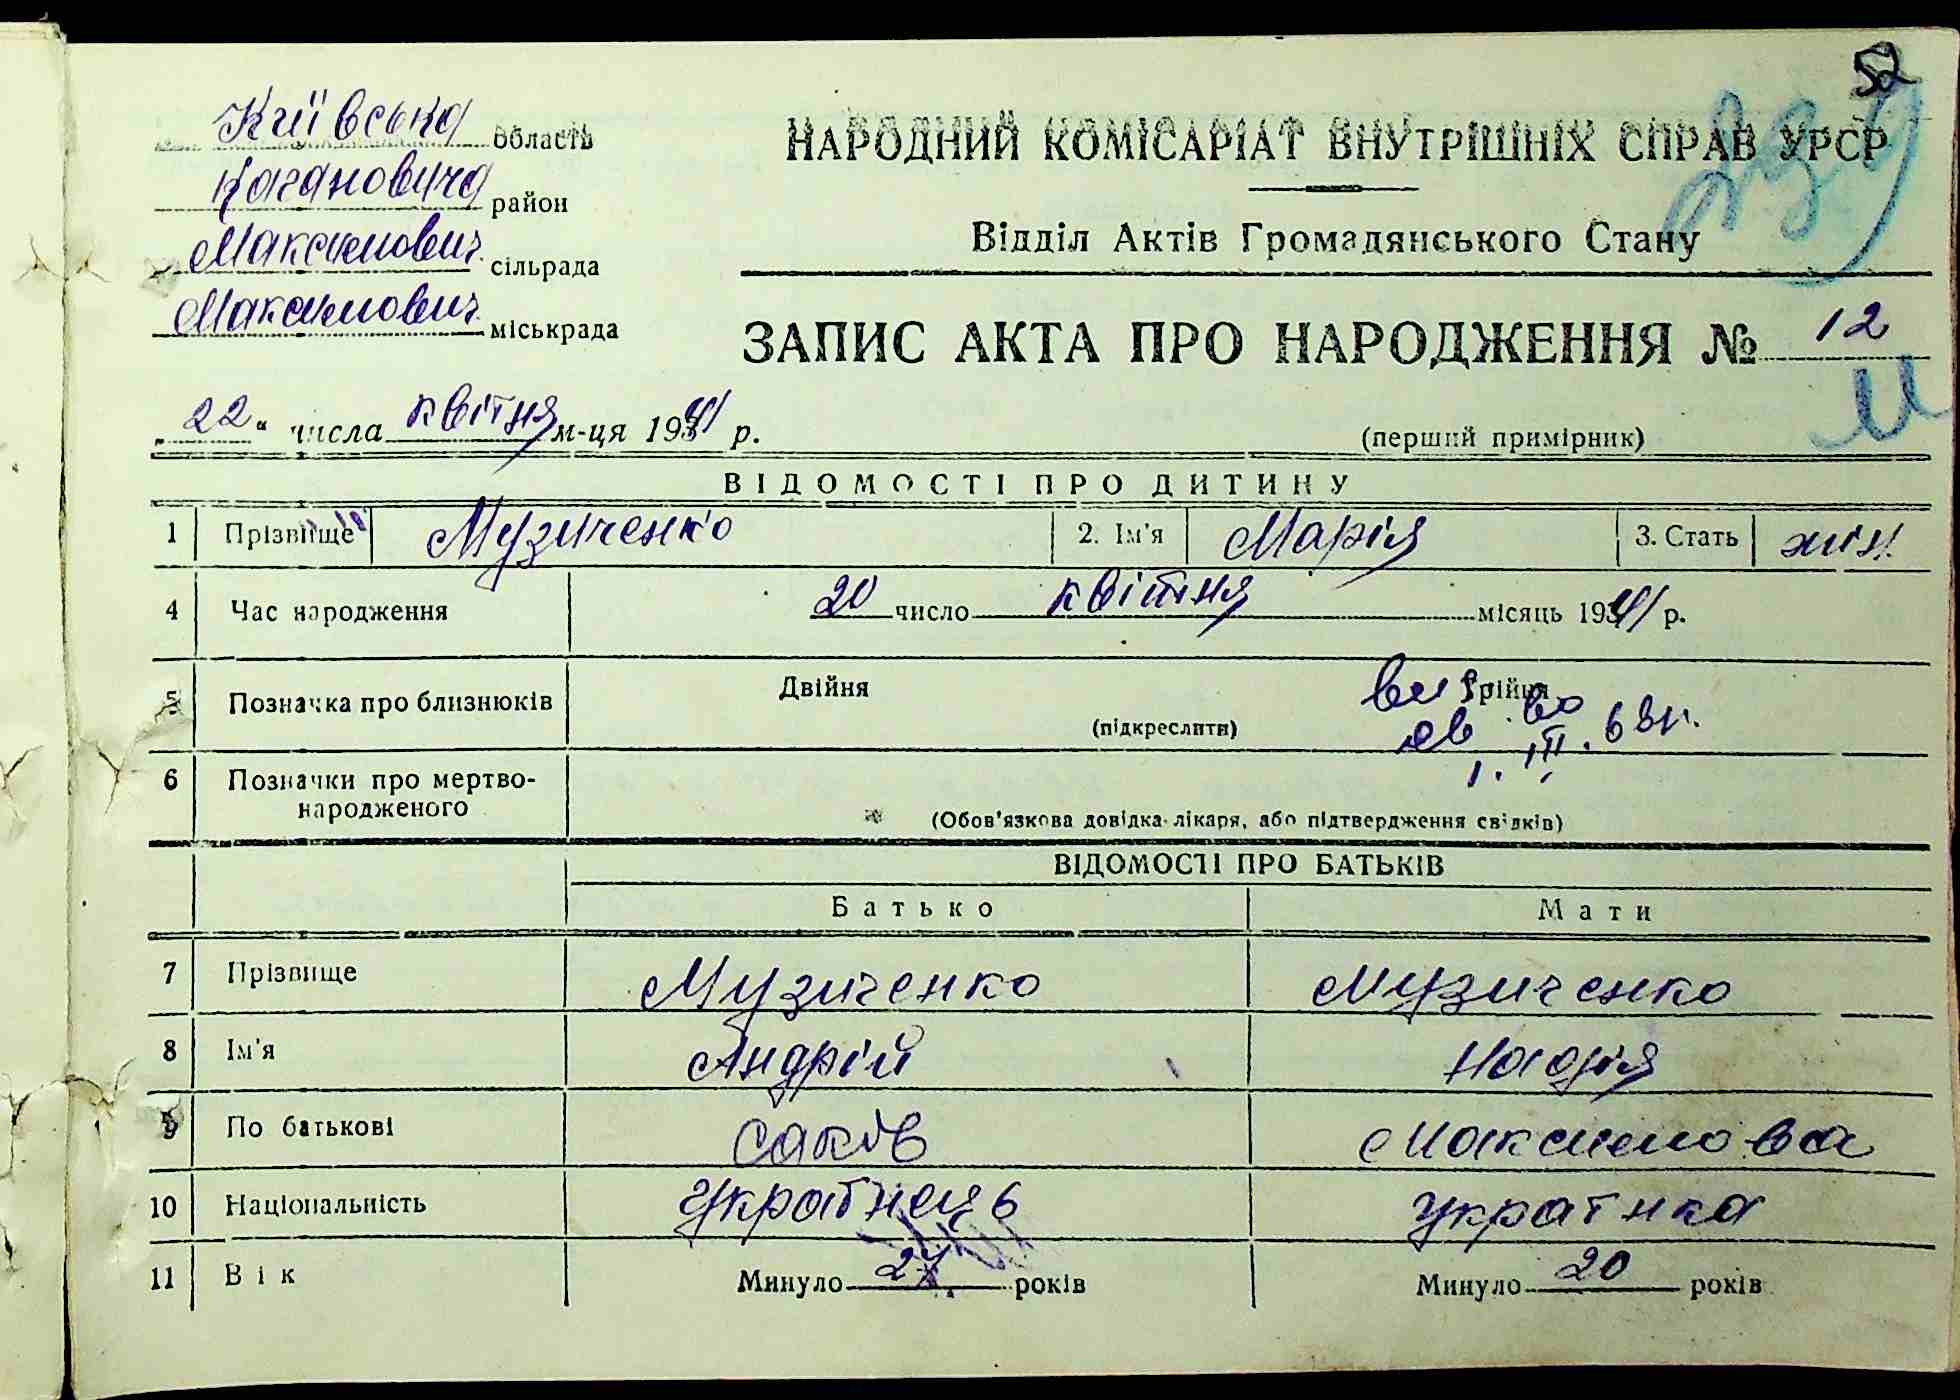 52
239
Київська область
Кагановича район
Максимович. сільрада
Максимович. міськрада
НАРОДНИЙ КОМІСАРІАТ ВНУТРІШНІХ СПРАВ УРСР
Відділ Актів Громадянського Стану
ЗАПИС АКТА ПРО НАРОДЖЕННЯ № 12
„22“ числа квітня м-ця 1941 р.
(перший примірник)
ВІДОМОСТІ ПРО ДИТИНУ
1 Прізвище Музиченко 2. Ім'я Марія 3. Стать жін.
4 Час народження 20 число квітня місяць 1941 р.
5 Позначка про близнюків Двійня Трійня
(підкреслити)
6 Позначки про мертво-
народженого
(Обов'язкова довідка лікаря, або підтвердження свідків)
ВІДОМОСТІ ПРО БАТЬКІВ
Батько Мати
7 Прізвище Музиченко Музиченко
8 Ім'я Андрій Надія
9 По батькові Саків Максимова
10 Національність Українець Українка
11 Вік Минуло років Минуло 20 років